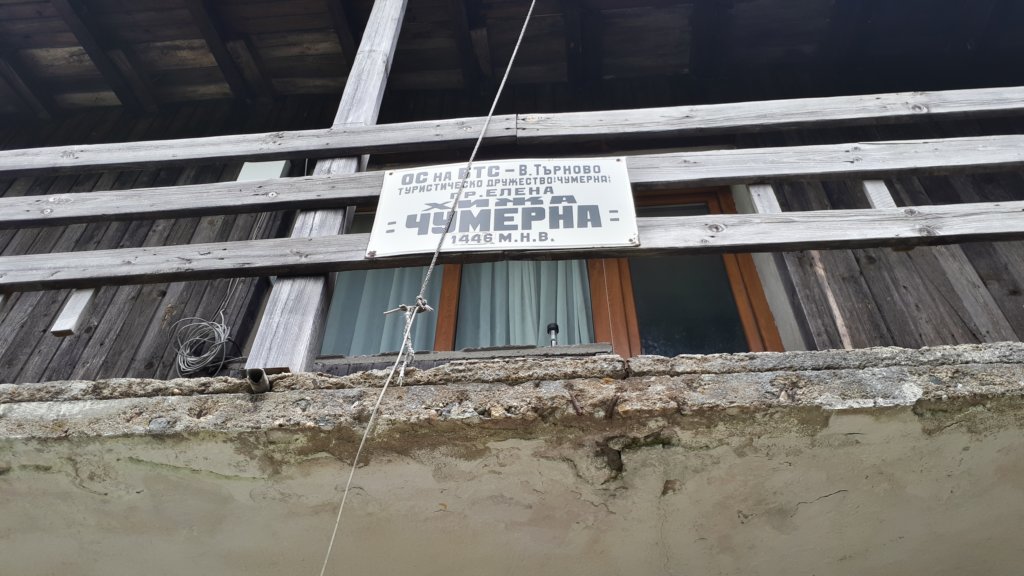 ОС НА БТС - В. ТЪРНОВО
ТУРИСТИЧЕСКО ДРУЖЕСТВО "ЧУМЕРНА"
ГР. ЕЛЕНА
ХИЖА
- ЧУМЕРНА -
1446 М.Н.В.